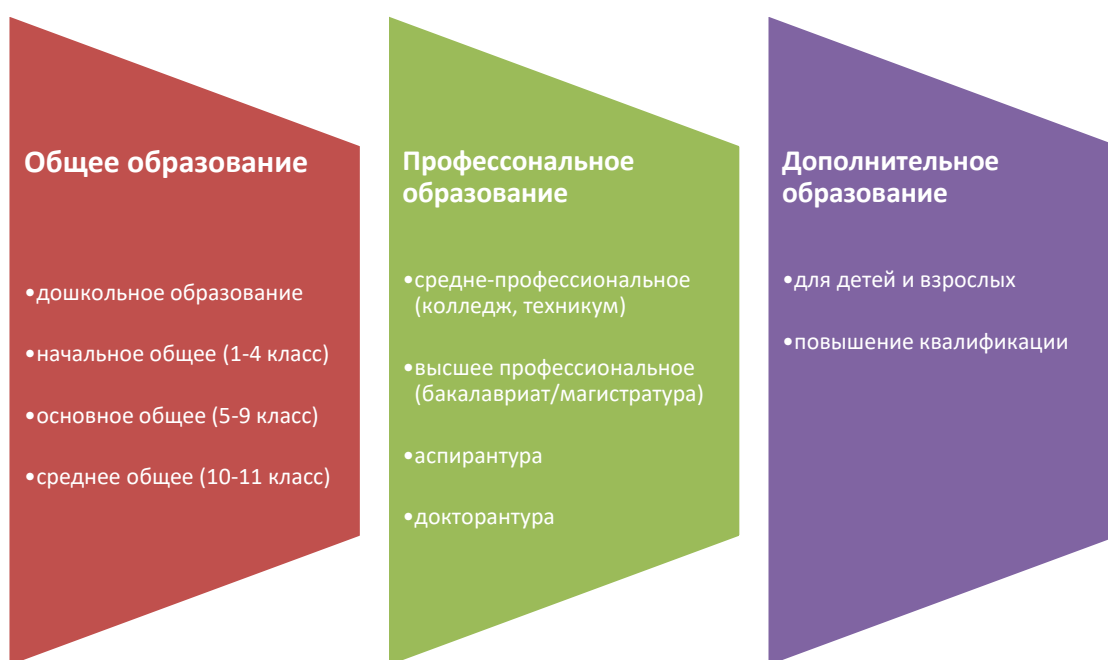 Общее образование
•дошкольное образование
•начальное общее (1-4 класс)
•основное общее (5-9 класс)
•среднее общее (10-11 класс)
Профессональное
образование
•средне-профессиональное
(колледж, техникум)
•высшее профессиональное
(бакалавриат/магистратура)
•аспирантура
•докторантура
Дополнительное
образование
•для детей и взрослых
•повышение квалификации